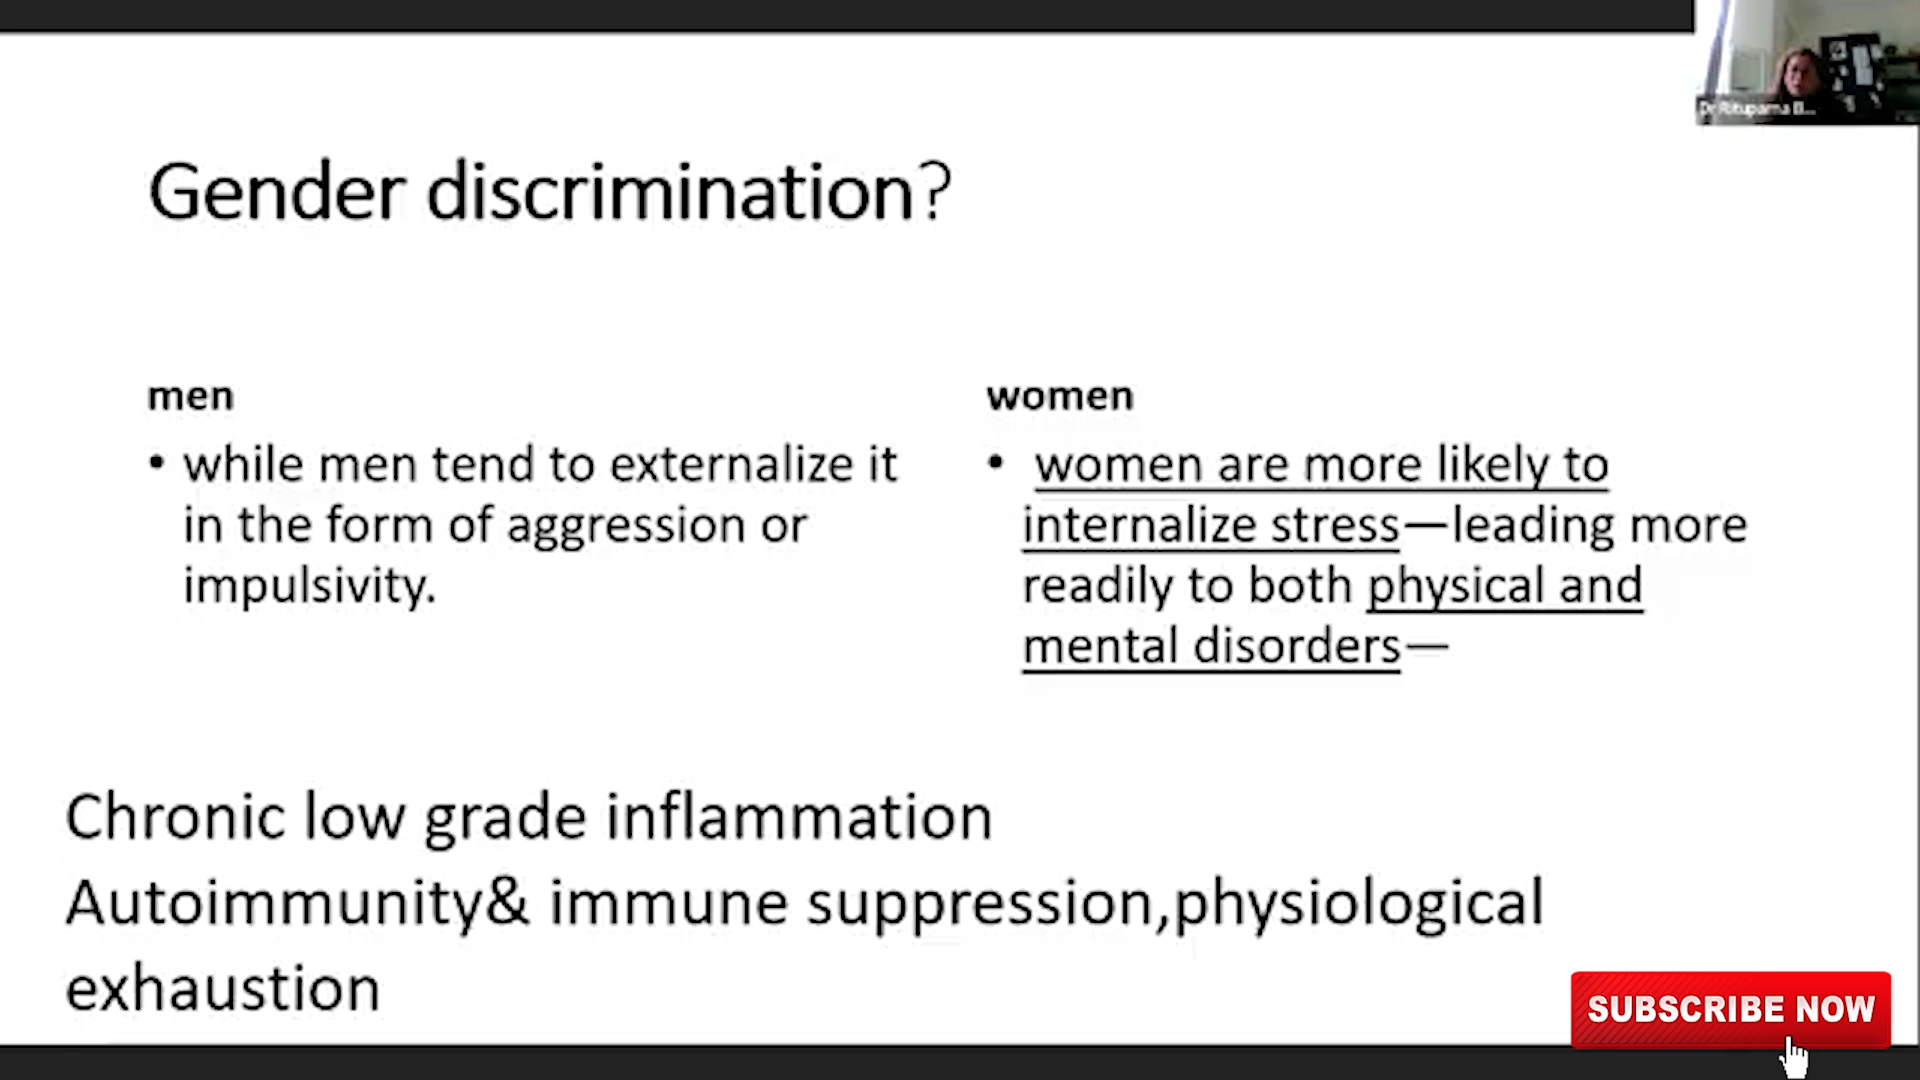 Dr Rituparna B...
Gender discrimination?
men
• while men tend to externalize it
in the form of aggression or
impulsivity.
women
• women are more likely to
internalize stress—leading more
readily to both physical and
mental disorders—
Chronic low grade inflammation
Autoimmunity& immune suppression,physiological
exhaustion
SUBSCRIBE NOW